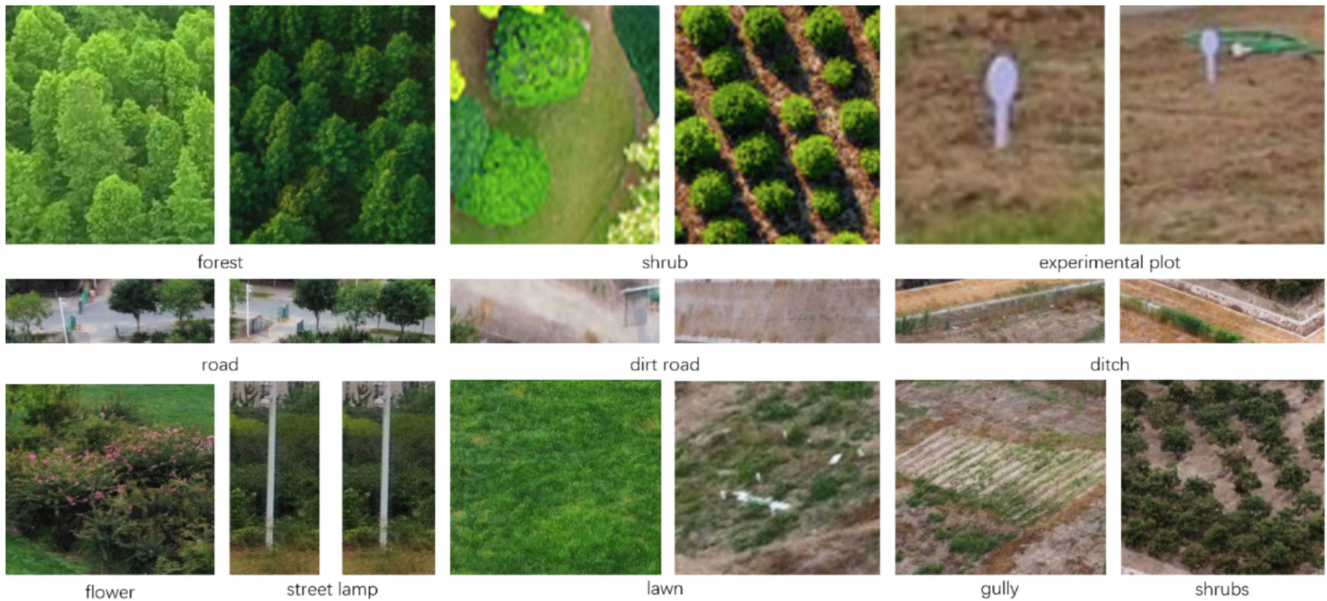 forest
shrub
experimental plot
road
dirt road
ditch
flower
street lamp
lawn
gully
shrubs